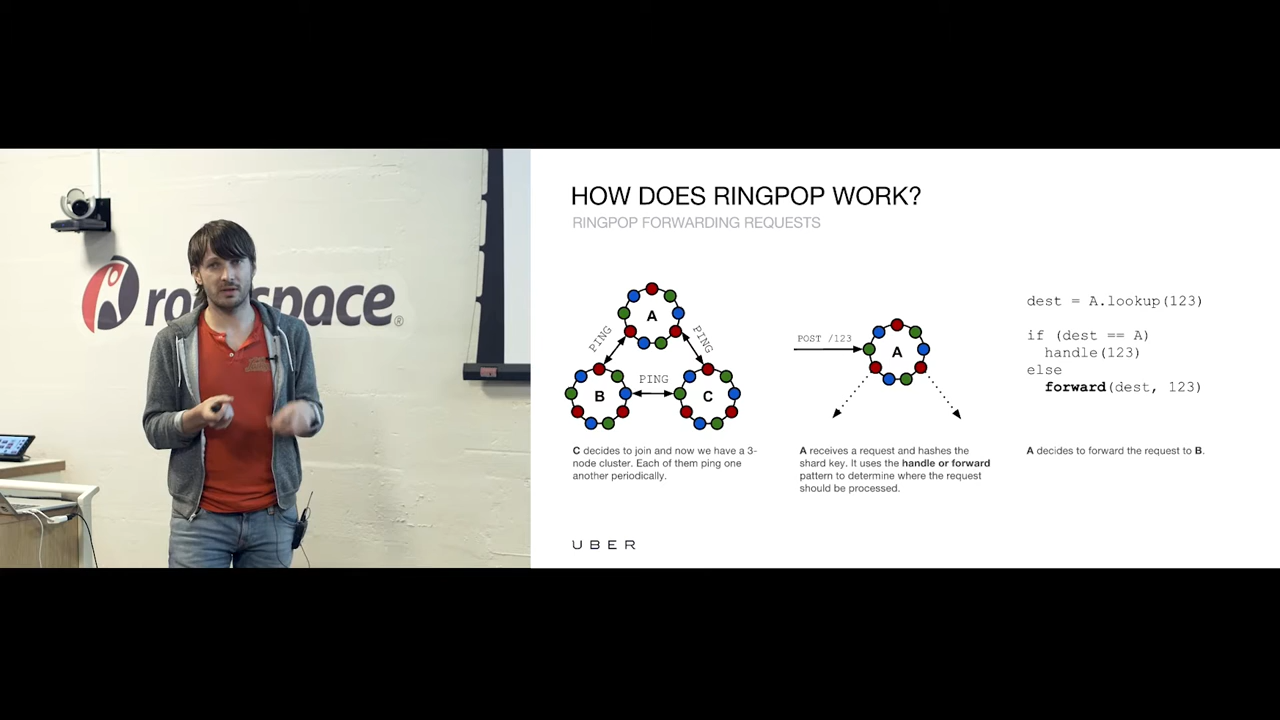 rackspace®
HOW DOES RINGPOP WORK?
RINGPOP FORWARDING REQUESTS
A
PING
PING
PING
B
C
C decides to join and now we have a 3-
node cluster. Each of them ping one
another periodically.
POST /123
A
A receives a request and hashes the
shard key. It uses the handle or forward
pattern to determine where the request
should be processed.
dest = A.lookup(123)
if (dest == A)
handle(123)
else
forward(dest, 123)
A decides to forward the request to B.
UBER